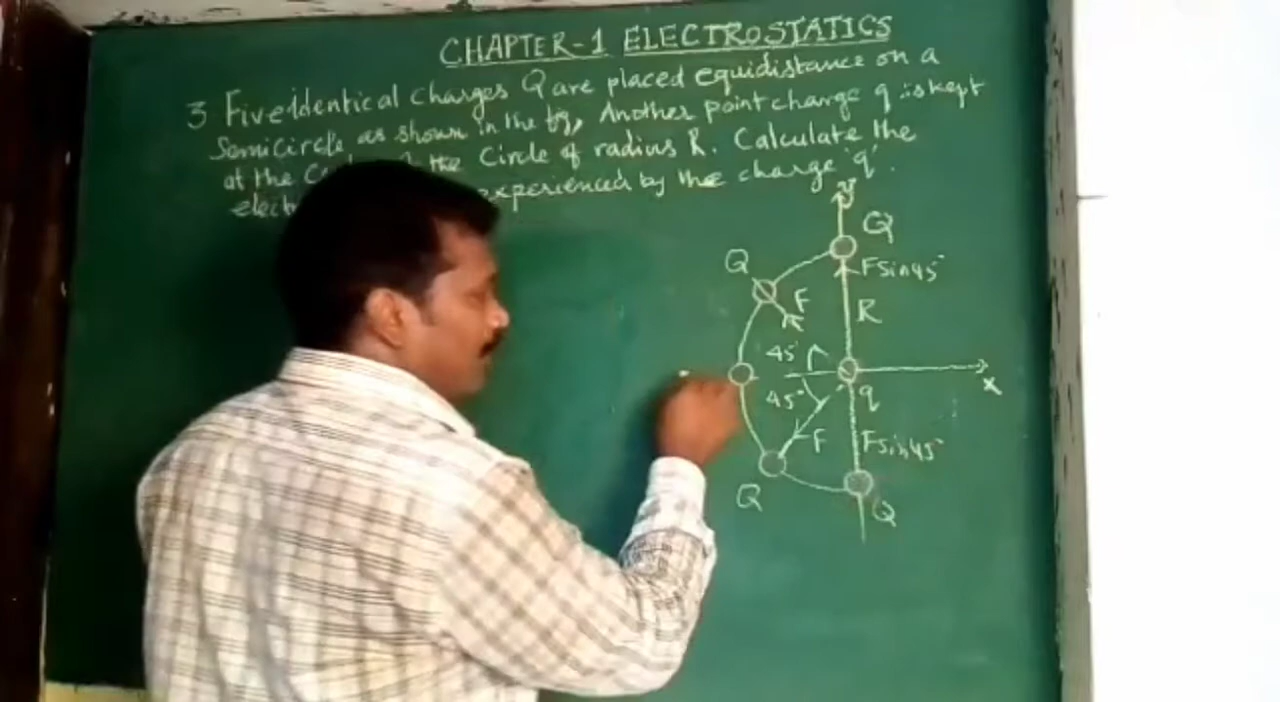 CHAPTER-1 ELECTROSTATICS
3 Five identical charges Q are placed equidistance on a
Semicircle as shown in the fig, Another point charge q is kept
at the the Circle of radius R. Calculate the
experienced by the charge 'q'.
y
Q
Q
Fsin45°
F
R
45°
x
45°
q
F
Fsin45°
Q
Q